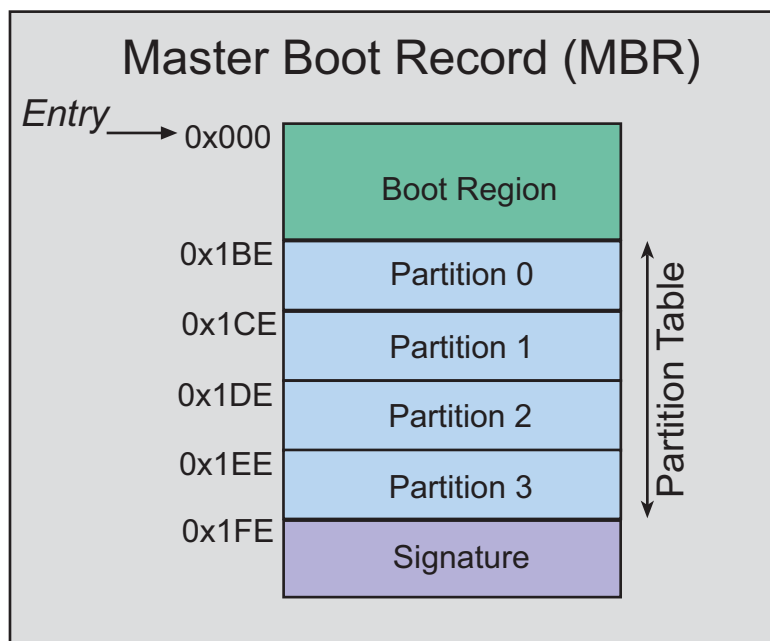 Master Boot Record (MBR)
Entry
0x000
Boot Region
0x1BE
Partition 0
0x1CE
Partition 1
0x1DE
Partition 2
0x1EE
Partition 3
0x1FE
Signature
Partition Table